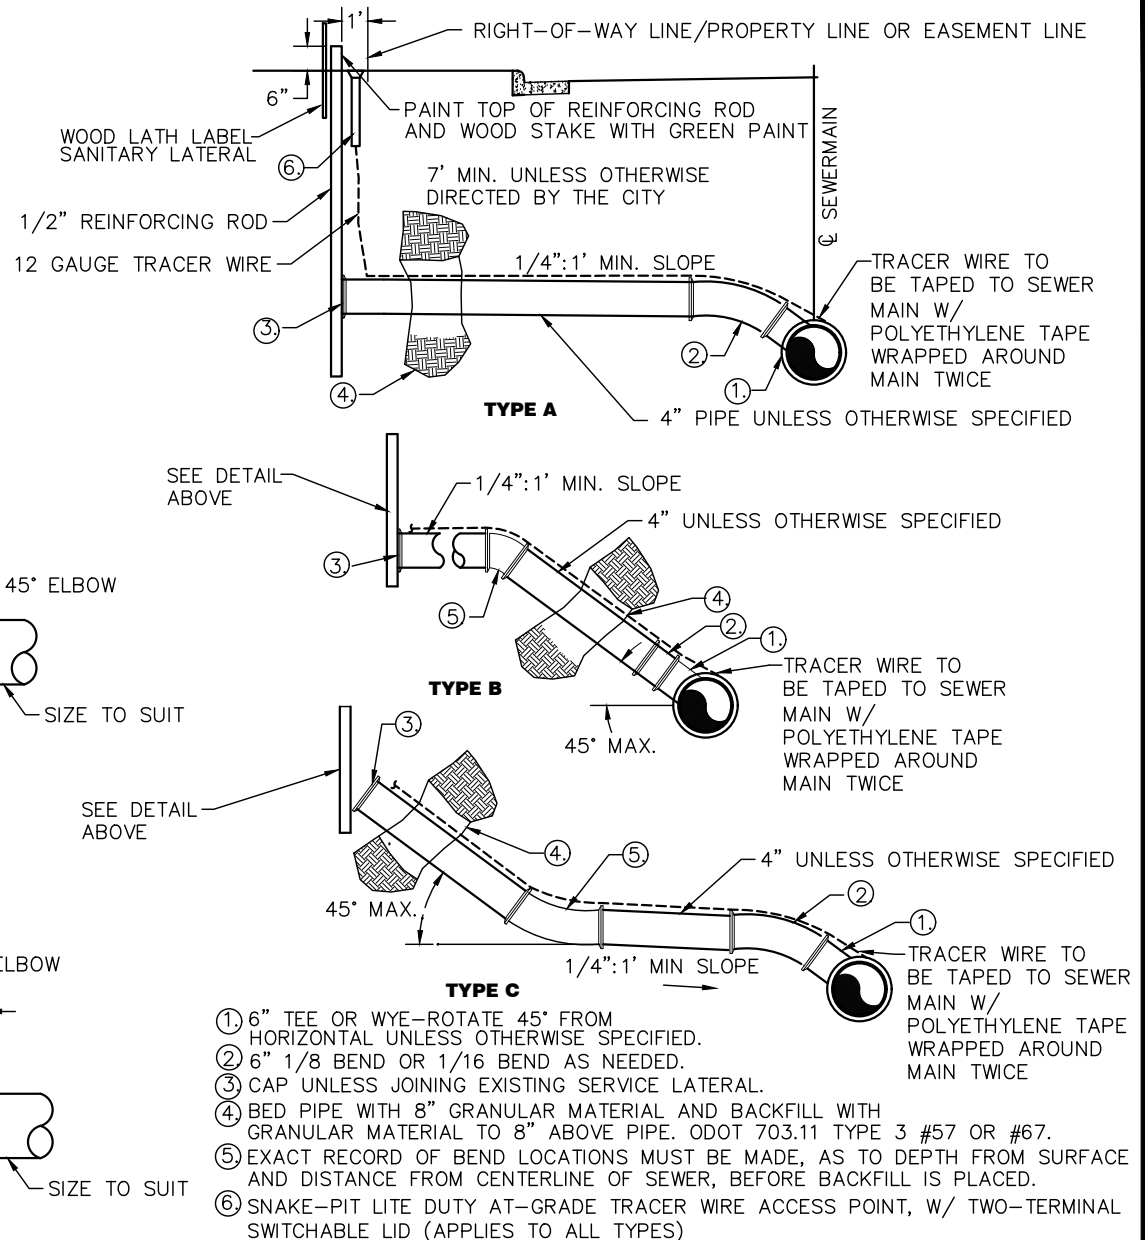 1'
RIGHT-OF-WAY LINE/PROPERTY LINE OR EASEMENT LINE
6"
PAINT TOP OF REINFORCING ROD
AND WOOD STAKE WITH GREEN PAINT
WOOD LATH LABEL
SANITARY LATERAL
6.
7' MIN. UNLESS OTHERWISE
DIRECTED BY THE CITY
℄ SEWERMAIN
1/2" REINFORCING ROD
12 GAUGE TRACER WIRE
1/4":1' MIN. SLOPE
TRACER WIRE TO
BE TAPED TO SEWER
MAIN W/
POLYETHYLENE TAPE
WRAPPED AROUND
MAIN TWICE
3.
2.
1.
4.
TYPE A
4" PIPE UNLESS OTHERWISE SPECIFIED
SEE DETAIL
ABOVE
1/4":1' MIN. SLOPE
4" UNLESS OTHERWISE SPECIFIED
3.
45° ELBOW
5.
4.
2.
1.
TRACER WIRE TO
BE TAPED TO SEWER
MAIN W/
POLYETHYLENE TAPE
WRAPPED AROUND
MAIN TWICE
TYPE B
SIZE TO SUIT
45° MAX.
3.
SEE DETAIL
ABOVE
4.
5.
4" UNLESS OTHERWISE SPECIFIED
2
1.
45° MAX.
TRACER WIRE TO
BE TAPED TO SEWER
MAIN W/
POLYETHYLENE TAPE
WRAPPED AROUND
MAIN TWICE
1/4":1' MIN SLOPE
TYPE C
1. 6" TEE OR WYE-ROTATE 45° FROM
HORIZONTAL UNLESS OTHERWISE SPECIFIED.
2. 6" 1/8 BEND OR 1/16 BEND AS NEEDED.
3. CAP UNLESS JOINING EXISTING SERVICE LATERAL.
4. BED PIPE WITH 8" GRANULAR MATERIAL AND BACKFILL WITH
GRANULAR MATERIAL TO 8" ABOVE PIPE. ODOT 703.11 TYPE 3 #57 OR #67.
5. EXACT RECORD OF BEND LOCATIONS MUST BE MADE, AS TO DEPTH FROM SURFACE
AND DISTANCE FROM CENTERLINE OF SEWER, BEFORE BACKFILL IS PLACED.
6. SNAKE-PIT LITE DUTY AT-GRADE TRACER WIRE ACCESS POINT, W/ TWO-TERMINAL
SWITCHABLE LID (APPLIES TO ALL TYPES)
ELBOW
SIZE TO SUIT